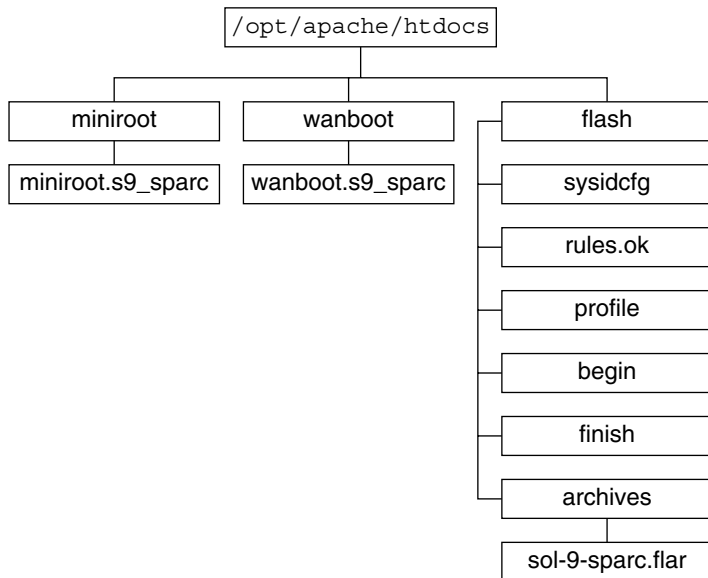 /opt/apache/htdocs
miniroot
wanboot
flash
miniroot.s9_sparc
wanboot.s9_sparc
sysidcfg
rules.ok
profile
begin
finish
archives
sol-9-sparc.flar